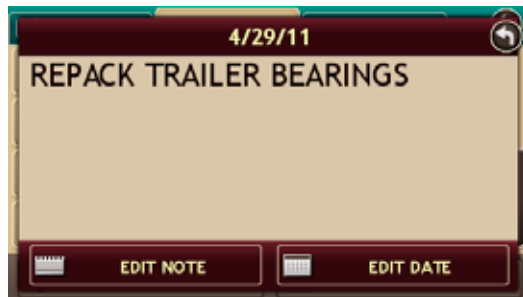 4/29/11
REPACK TRAILER BEARINGS
EDIT NOTE
EDIT DATE